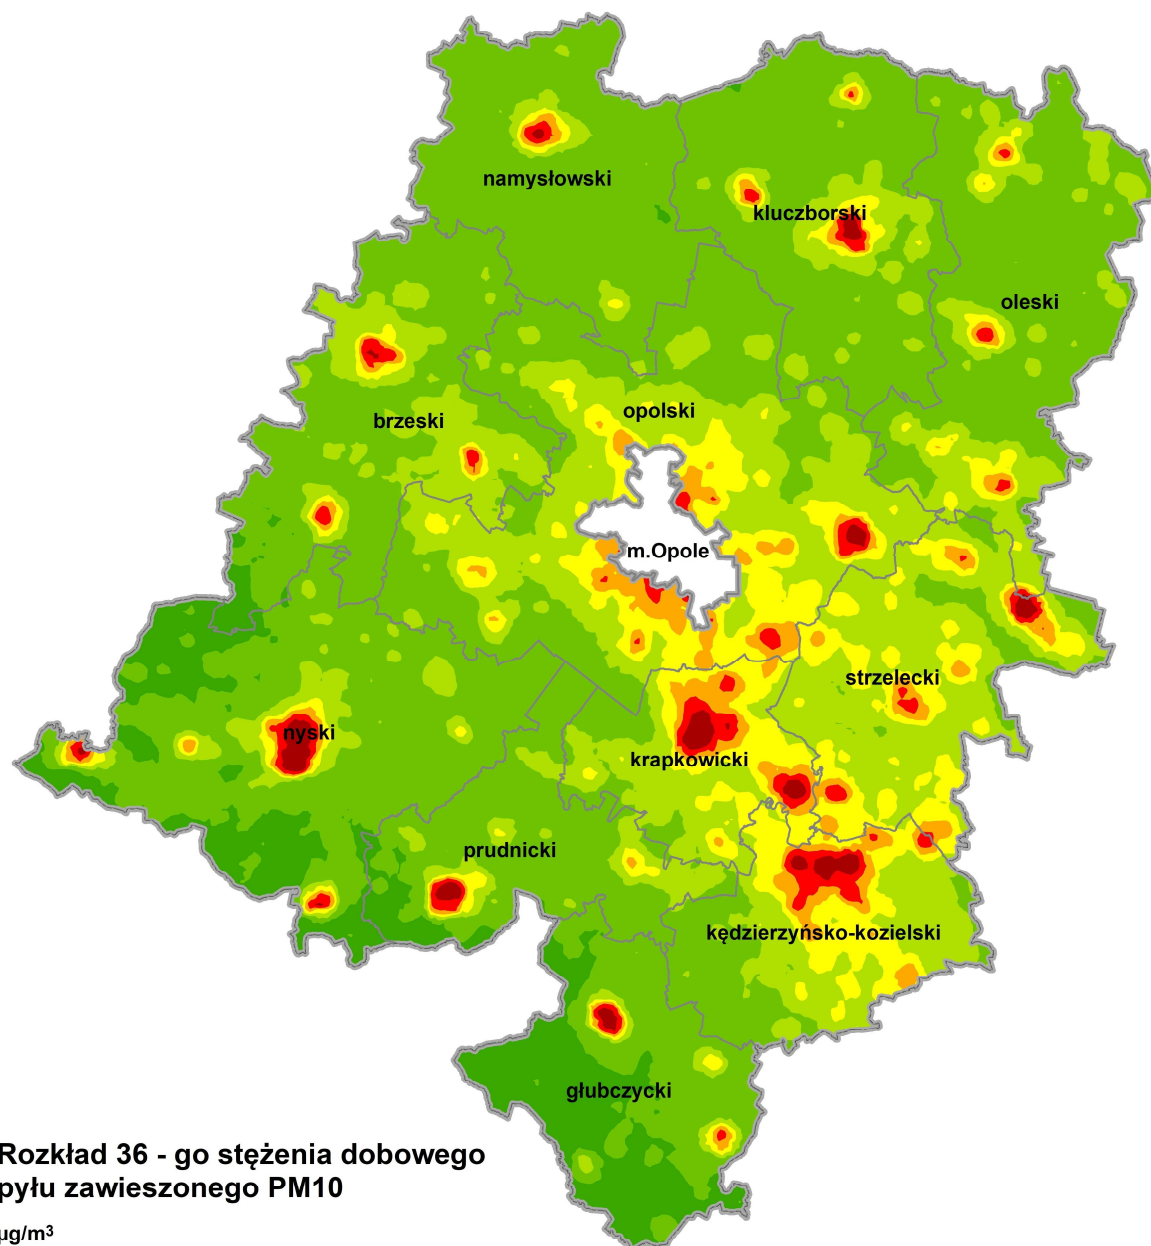 namysłowski
kluczborski
oleski
brzeski
opolski
m.Opole
strzelecki
nyski
krapkowicki
prudnicki
kędzierzyńsko-kozielski
głubczycki
Rozkład 36 - go stężenia dobowego
pyłu zawieszonego PM10
µg/m³